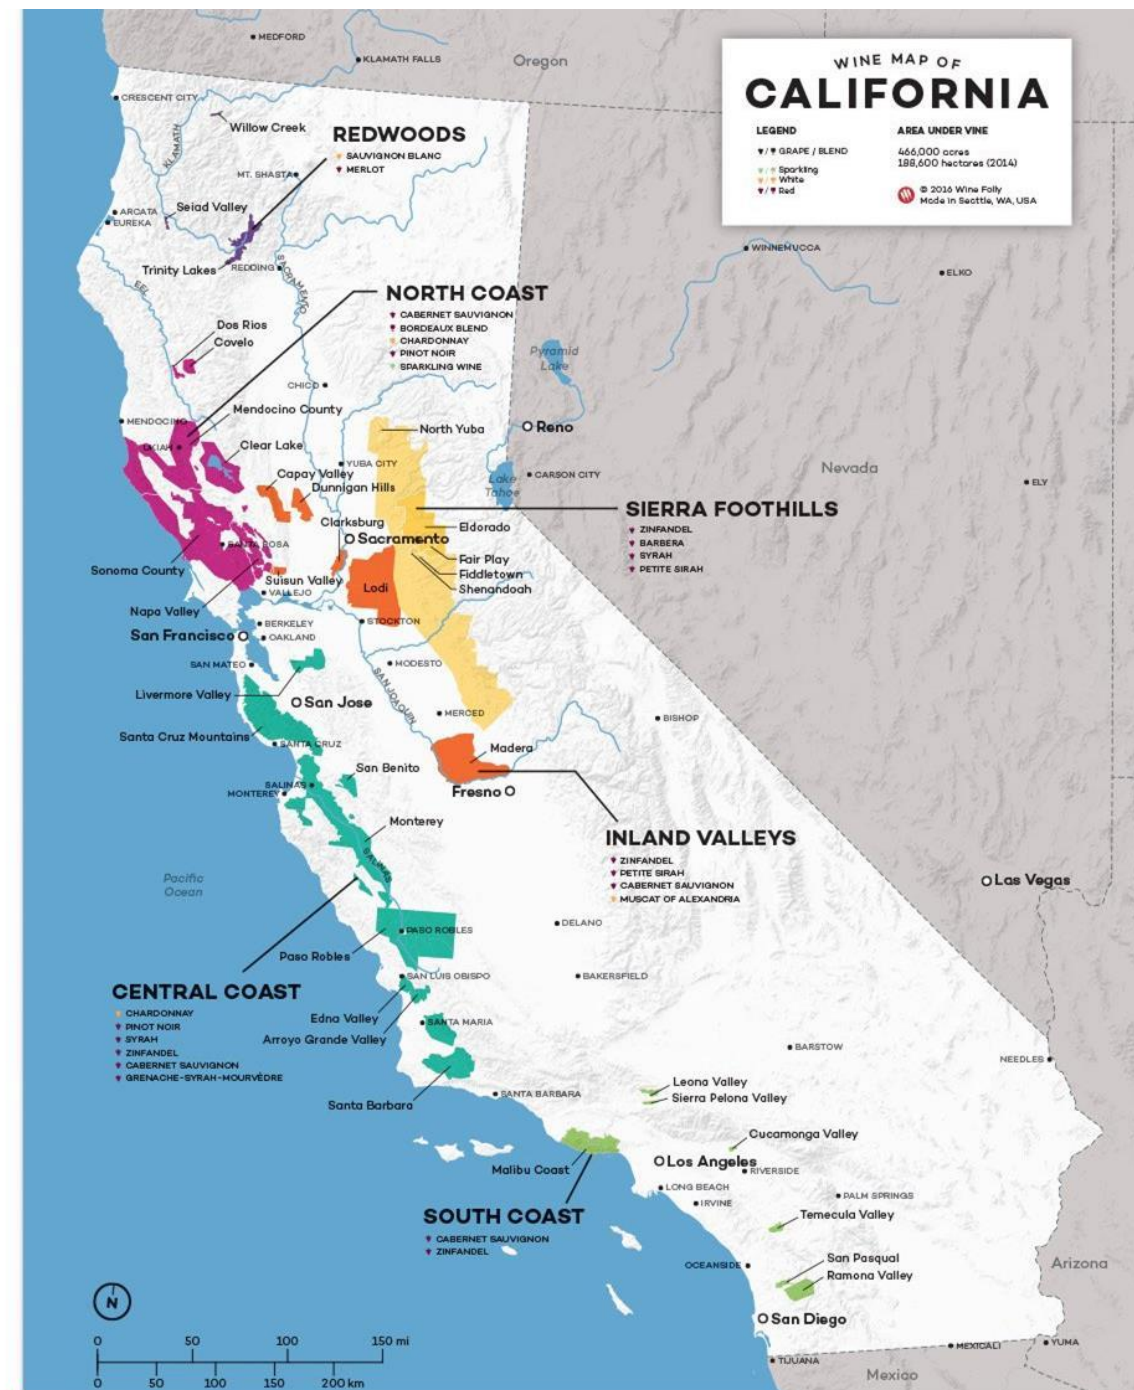 WINE MAP OF
CALIFORNIA
LEGEND
GRAPE / BLEND
Sparkling
White
Red
AREA UNDER VINE
466,000 acres
188,600 hectares (2014)
© 2016 Wine Folly
Made in Seattle, WA, USA
MEDFORD
KLAMATH FALLS
Oregon
CRESCENT CITY
Willow Creek
KLAMATH
REDWOODS
SAUVIGNON BLANC
MERLOT
MT. SHASTA
Seiad Valley
ARCATA
EUREKA
Trinity Lakes
REDDING
SACRAMENTO
EEL
WINNEMUCCA
ELKO
NORTH COAST
CABERNET SAUVIGNON
BORDEAUX BLEND
CHARDONNAY
PINOT NOIR
SPARKLING WINE
Dos Rios
Covelo
Pyramid
Lake
CHICO
Mendocino County
MENDOCINO
North Yuba
Reno
UKIAH
Clear Lake
YUBA CITY
Capay Valley
Dunnigan Hills
Lake
Tahoe
CARSON CITY
Nevada
ELY
SIERRA FOOTHILLS
ZINFANDEL
BARBERA
SYRAH
PETITE SIRAH
Clarksburg
Sacramento
Eldorado
SANTA ROSA
Fair Play
Fiddletown
Shenandoah
Sonoma County
Suisun Valley
Lodi
VALLEJO
Napa Valley
BERKELEY
STOCKTON
San Francisco
OAKLAND
SAN MATEO
MODESTO
SAN JOAQUIN
Livermore Valley
San Jose
MERCED
BISHOP
Santa Cruz Mountains
SANTA CRUZ
Madera
San Benito
SALINAS
MONTEREY
Fresno
Monterey
SALINAS
INLAND VALLEYS
ZINFANDEL
PETITE SIRAH
CABERNET SAUVIGNON
MUSCAT OF ALEXANDRIA
Pacific
Ocean
Las Vegas
DELANO
PASO ROBLES
Paso Robles
SAN LUIS OBISPO
BAKERSFIELD
CENTRAL COAST
CHARDONNAY
PINOT NOIR
SYRAH
ZINFANDEL
CABERNET SAUVIGNON
GRENACHE-SYRAH-MOURVÈDRE
Edna Valley
SANTA MARIA
Arroyo Grande Valley
BARSTOW
NEEDLES
Leona Valley
Sierra Pelona Valley
SANTA BARBARA
Santa Barbara
Cucamonga Valley
Malibu Coast
Los Angeles
RIVERSIDE
LONG BEACH
IRVINE
PALM SPRINGS
SOUTH COAST
CABERNET SAUVIGNON
ZINFANDEL
Temecula Valley
OCEANSIDE
San Pasqual
Ramona Valley
Arizona
San Diego
MEXICALI
YUMA
TIJUANA
Mexico
N
0 50 100 150 mi
0 50 100 150 200 km